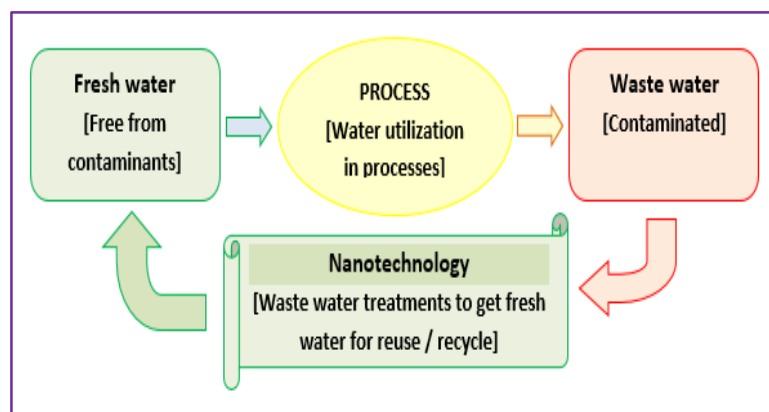 Fresh water
[Free from
contaminants]
PROCESS
[Water utilization
in processes]
Waste water
[Contaminated]
Nanotechnology
[Waste water treatments to get fresh
water for reuse / recycle]